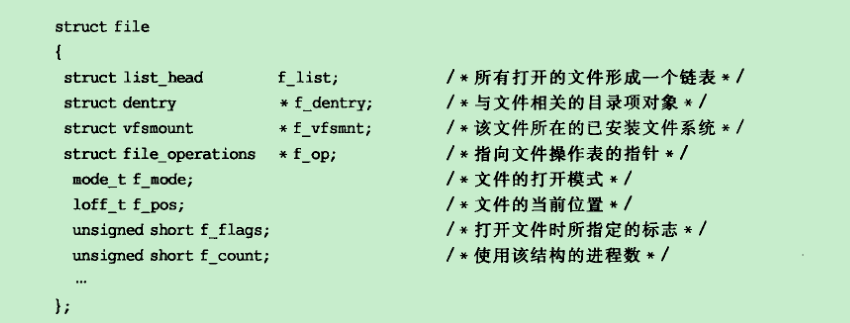 struct file
{
struct list_head f_list; /*所有打开的文件形成一个链表*/
struct dentry *f_dentry; /*与文件相关的目录项对象*/
struct vfsmount *f_vfsmnt; /*该文件所在的已安装文件系统*/
struct file_operations *f_op; /*指向文件操作表的指针*/
mode_t f_mode; /*文件的打开模式*/
loff_t f_pos; /*文件的当前位置*/
unsigned short f_flags; /*打开文件时所指定的标志*/
unsigned short f_count; /*使用该结构的进程数*/
…
};